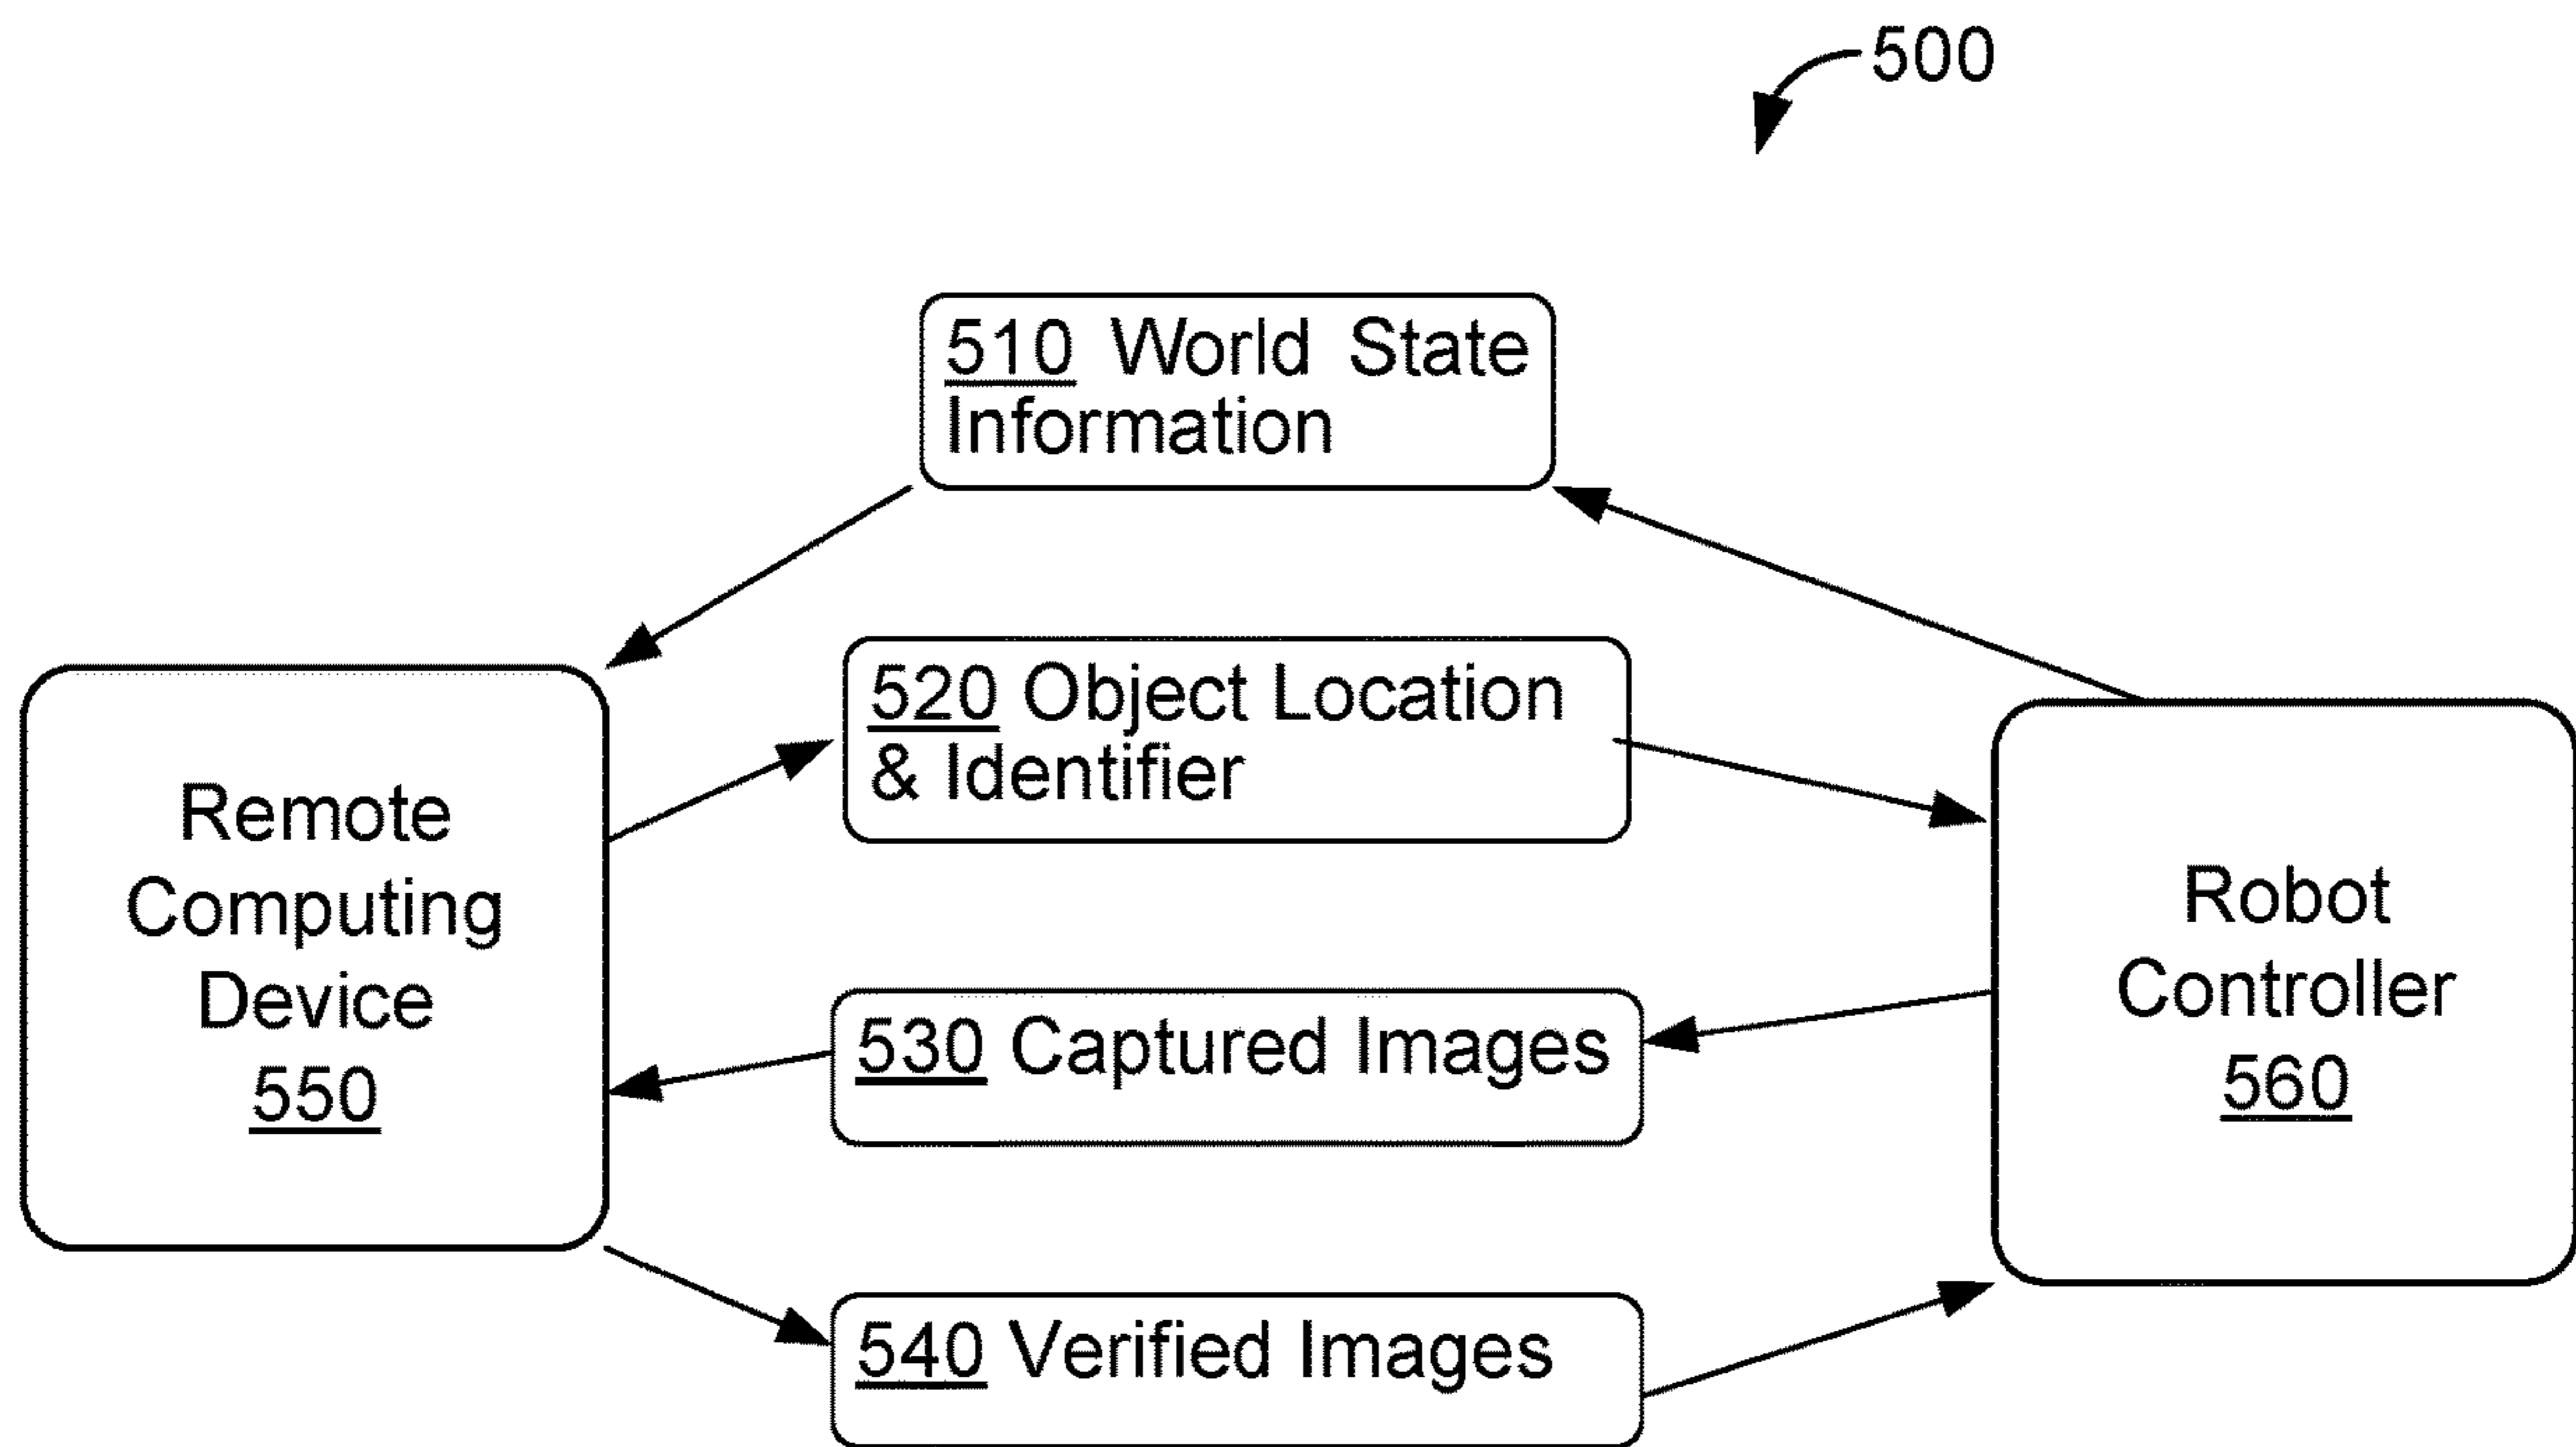 500
510 World State
Information
520 Object Location
& Identifier
Remote
Computing
Device
550
Robot
Controller
560
530 Captured Images
540 Verified Images